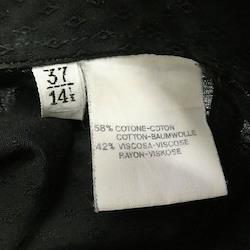 37
14½
58% COTONE-COTON
COTTON-BAUMWOLLE
42% VISCOSA-VISCOSE
RAYON-VISKOSE